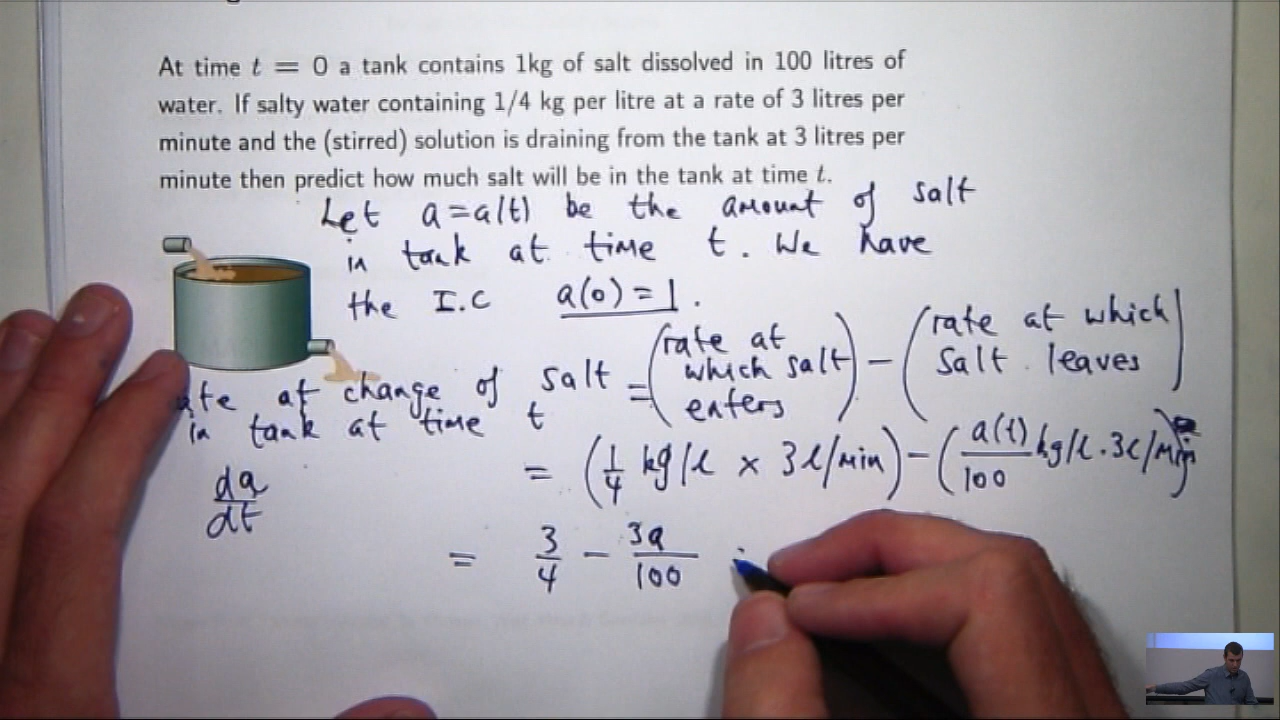 At time t = 0 a tank contains 1kg of salt dissolved in 100 litres of
water. If salty water containing 1/4 kg per litre at a rate of 3 litres per
minute and the (stirred) solution is draining from the tank at 3 litres per
minute then predict how much salt will be in the tank at time t.
Let a = a(t) be the amount of salt
in tank at time t. We have
the I.C a(0) = 1.
ate at change of salt = (rate at which salt enters) - (rate at which salt leaves)
in tank at time t
= (1/4 kg/l × 3l/min) - (a(t)/100 kg/l . 3l/min)
da/dt
= 3/4 - 3a/100